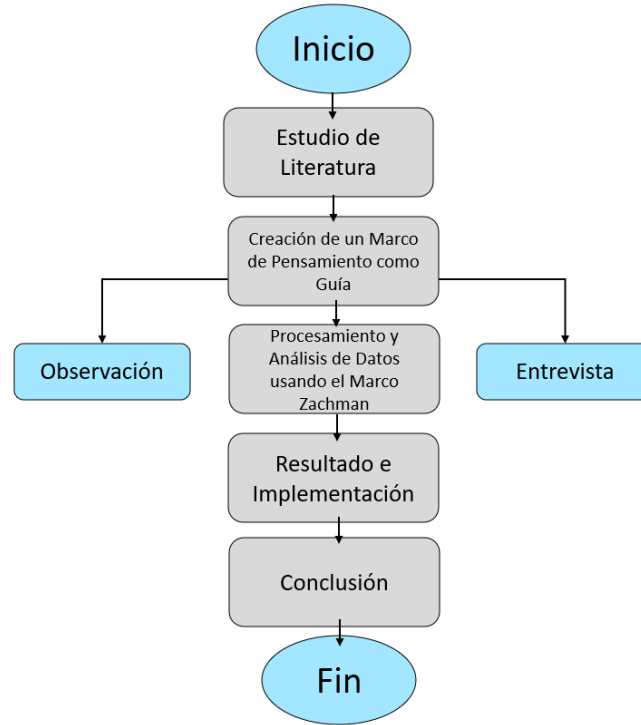 Inicio
Estudio de
Literatura
Creación de un Marco
de Pensamiento como
Guía
Observación
Procesamiento y
Análisis de Datos
usando el Marco
Zachman
Entrevista
Resultado e
Implementación
Conclusión
Fin